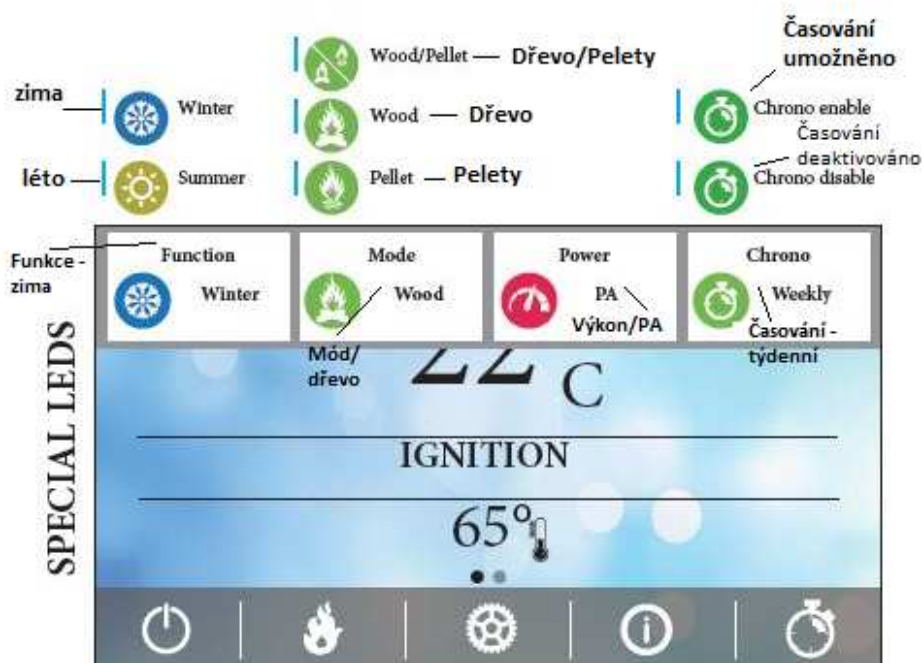 Časování
umožněno
Wood/Pellet
Dřevo/Pelety
zima
Winter
Wood
Dřevo
Chrono enable
Časování
deaktivováno
léto
Summer
Pellet
Pelety
Chrono disable
Funkce -
zima
Function
Winter
Mode
Wood
Mód/
dřevo
Power
PA
Výkon/PA
Chrono
Weekly
Časování -
týdenní
SPECIAL LEDS
22 C
IGNITION
65º